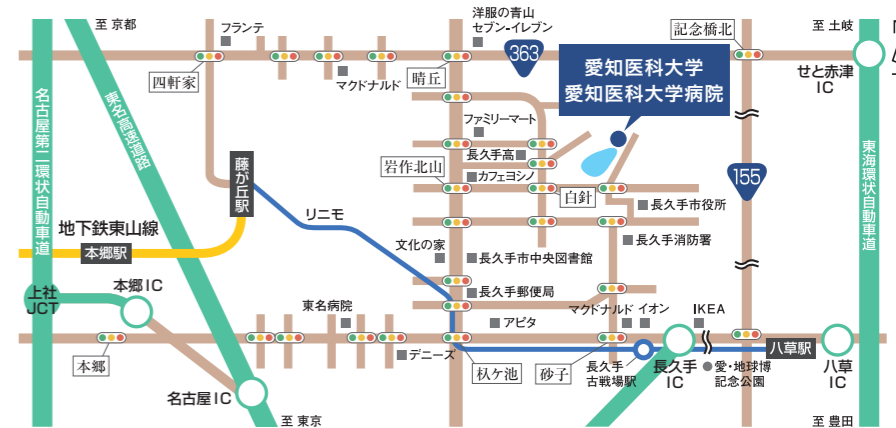 至 京都
フランテ
洋服の青山
セブン-イレブン
記念橋北
至 土岐
四軒家
マクドナルド
晴丘
363
愛知医科大学
愛知医科大学病院
せと赤津
IC
名古屋第二環状自動車道
東名高速道路
ファミリーマート
長久手高
東海環状自動車道
藤が丘駅
岩作北山
カフェヨシノ
白針
155
リニモ
長久手市役所
地下鉄東山線
本郷駅
文化の家
長久手市中央図書館
長久手消防署
上社
JCT
本郷IC
長久手郵便局
東名病院
アピタ
マクドナルド
イオン
IKEA
本郷
デニーズ
杁ケ池
砂子
長久手
古戦場駅
長久手
IC
愛・地球博
記念公園
八草駅
八草
IC
名古屋IC
至 東京
至 豊田